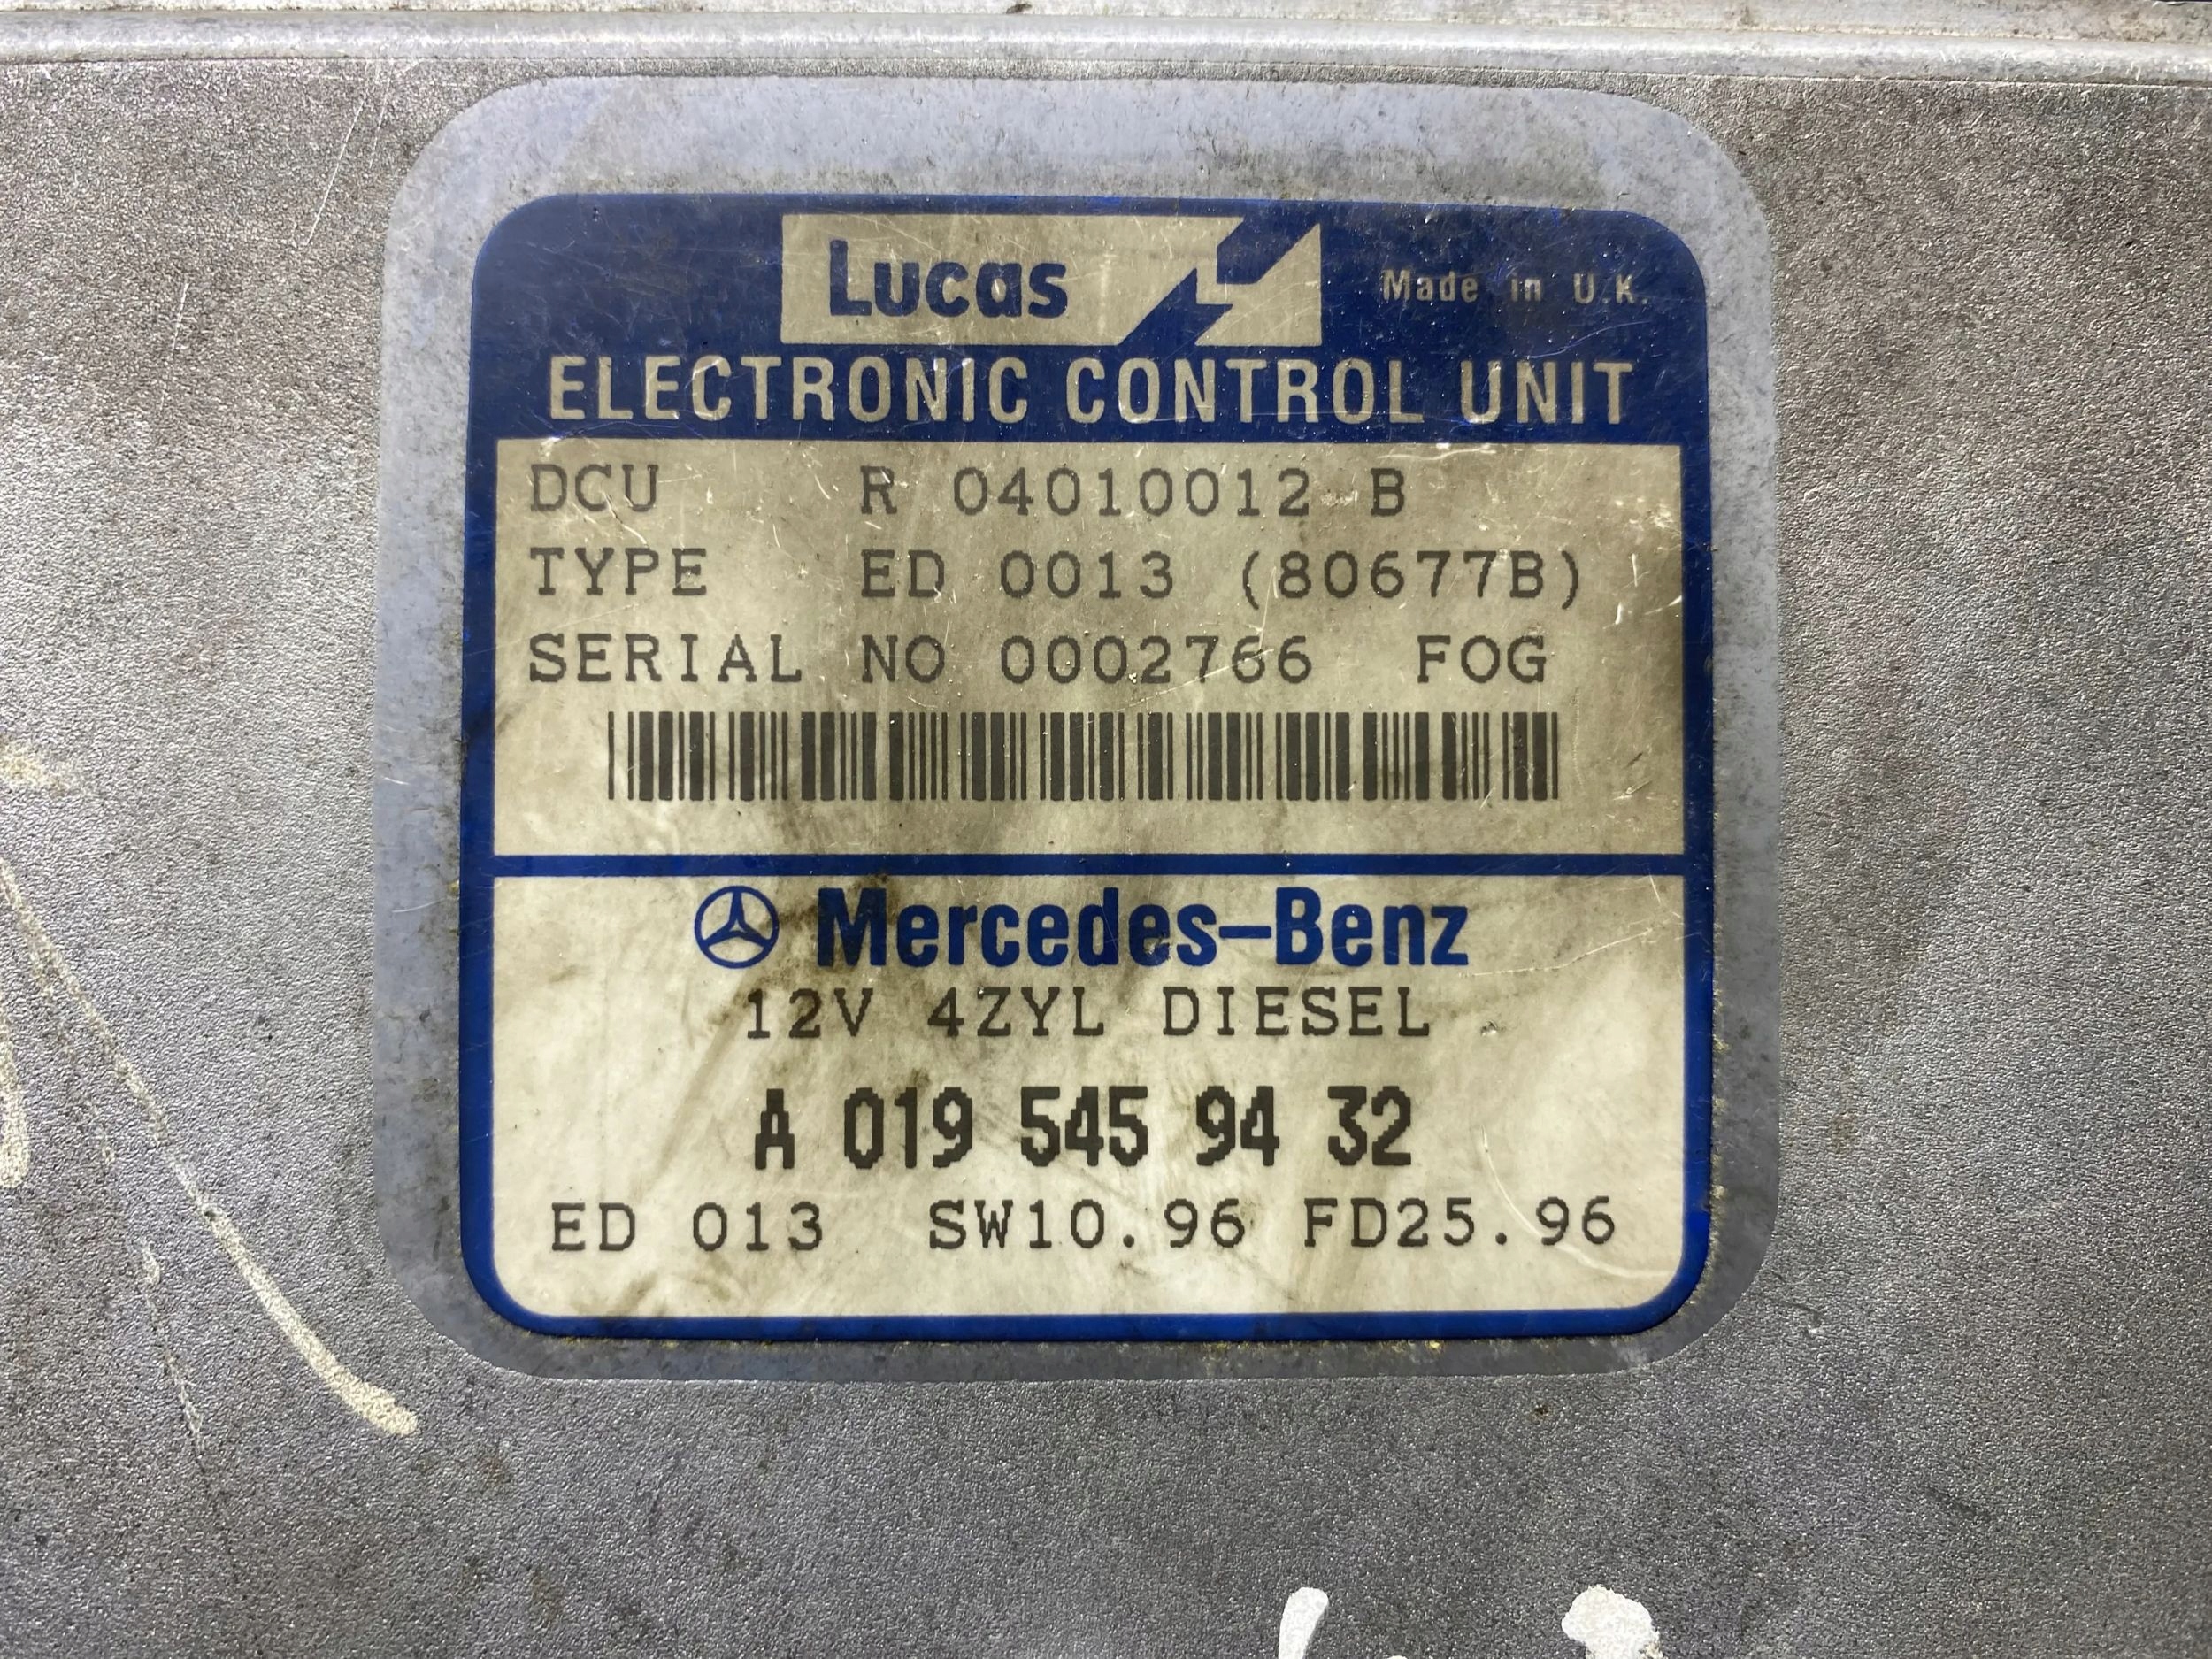 Lucas Made in U.K.
ELECTRONIC CONTROL UNIT
DCU R 04010012 B
TYPE ED 0013 (80677B)
SERIAL NO 0002766 FOG
Mercedes-Benz
12V 4ZYL DIESEL
A 019 545 94 32
ED 013 SW10.96 FD25.96